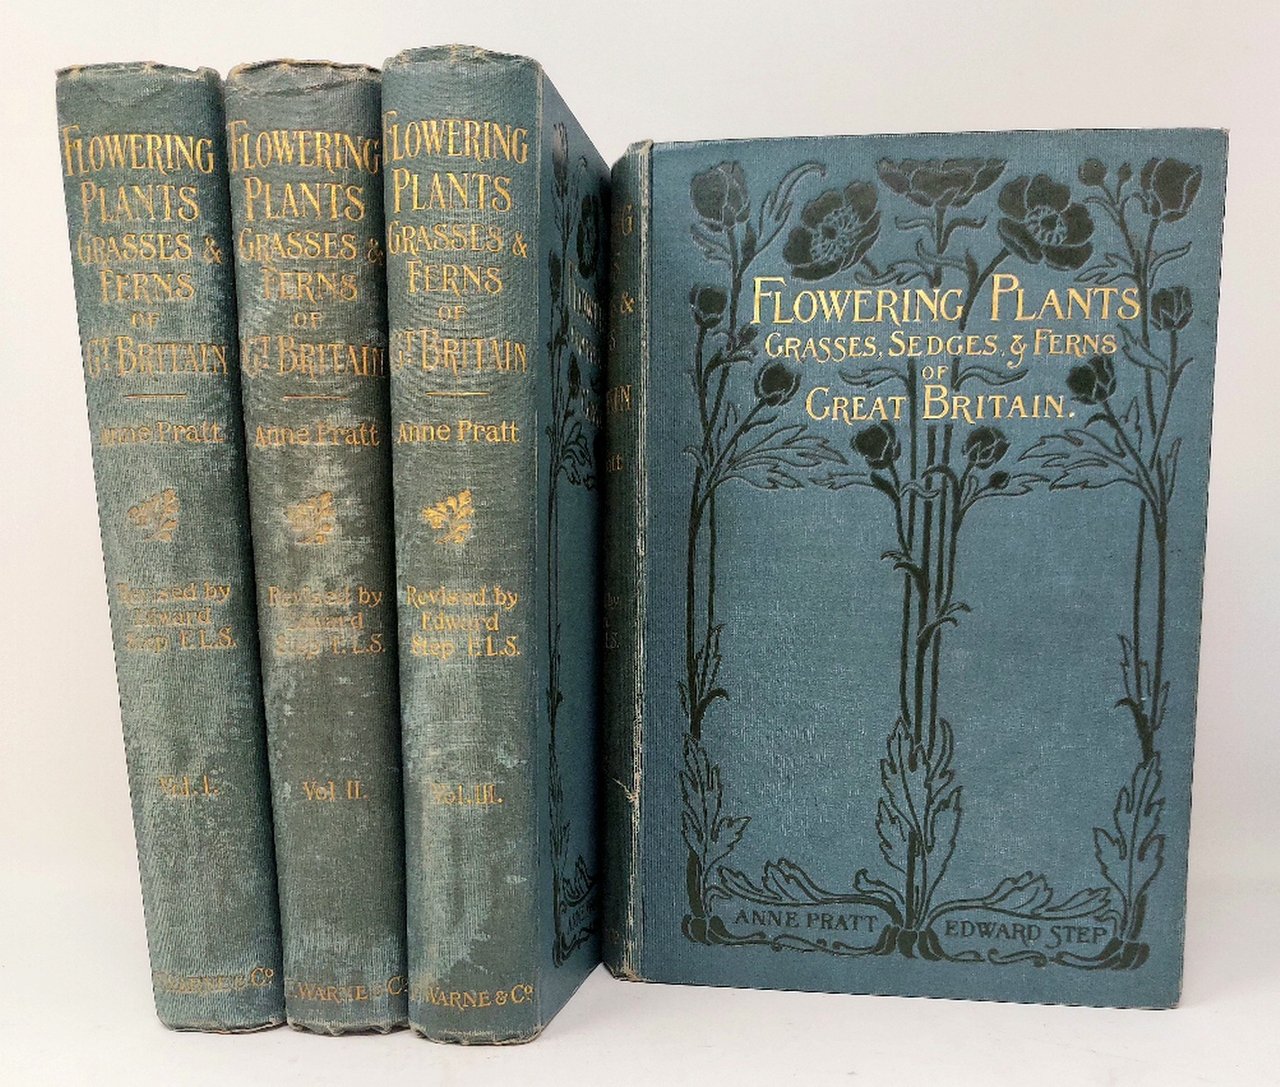 FLOWERING
PLANTS
GRASSES &
FERNS
OF
GT BRITAIN
Anne Pratt
Revised by
Edward
Step F.L.S.
Vol. I.
F. WARNE & Co
FLOWERING
PLANTS
GRASSES &
FERNS
OF
GT BRITAIN
Anne Pratt
Revised by
Edward
Step F.L.S.
Vol II.
F. WARNE & Co
FLOWERING
PLANTS
GRASSES &
FERNS
OF
GT BRITAIN
Anne Pratt
Revised by
Edward
Step F.L.S.
Vol. III.
F. WARNE & Co
FLOWERING PLANTS
GRASSES, SEDGES, & FERNS
OF
GREAT BRITAIN.
ANNE PRATT
EDWARD STEP